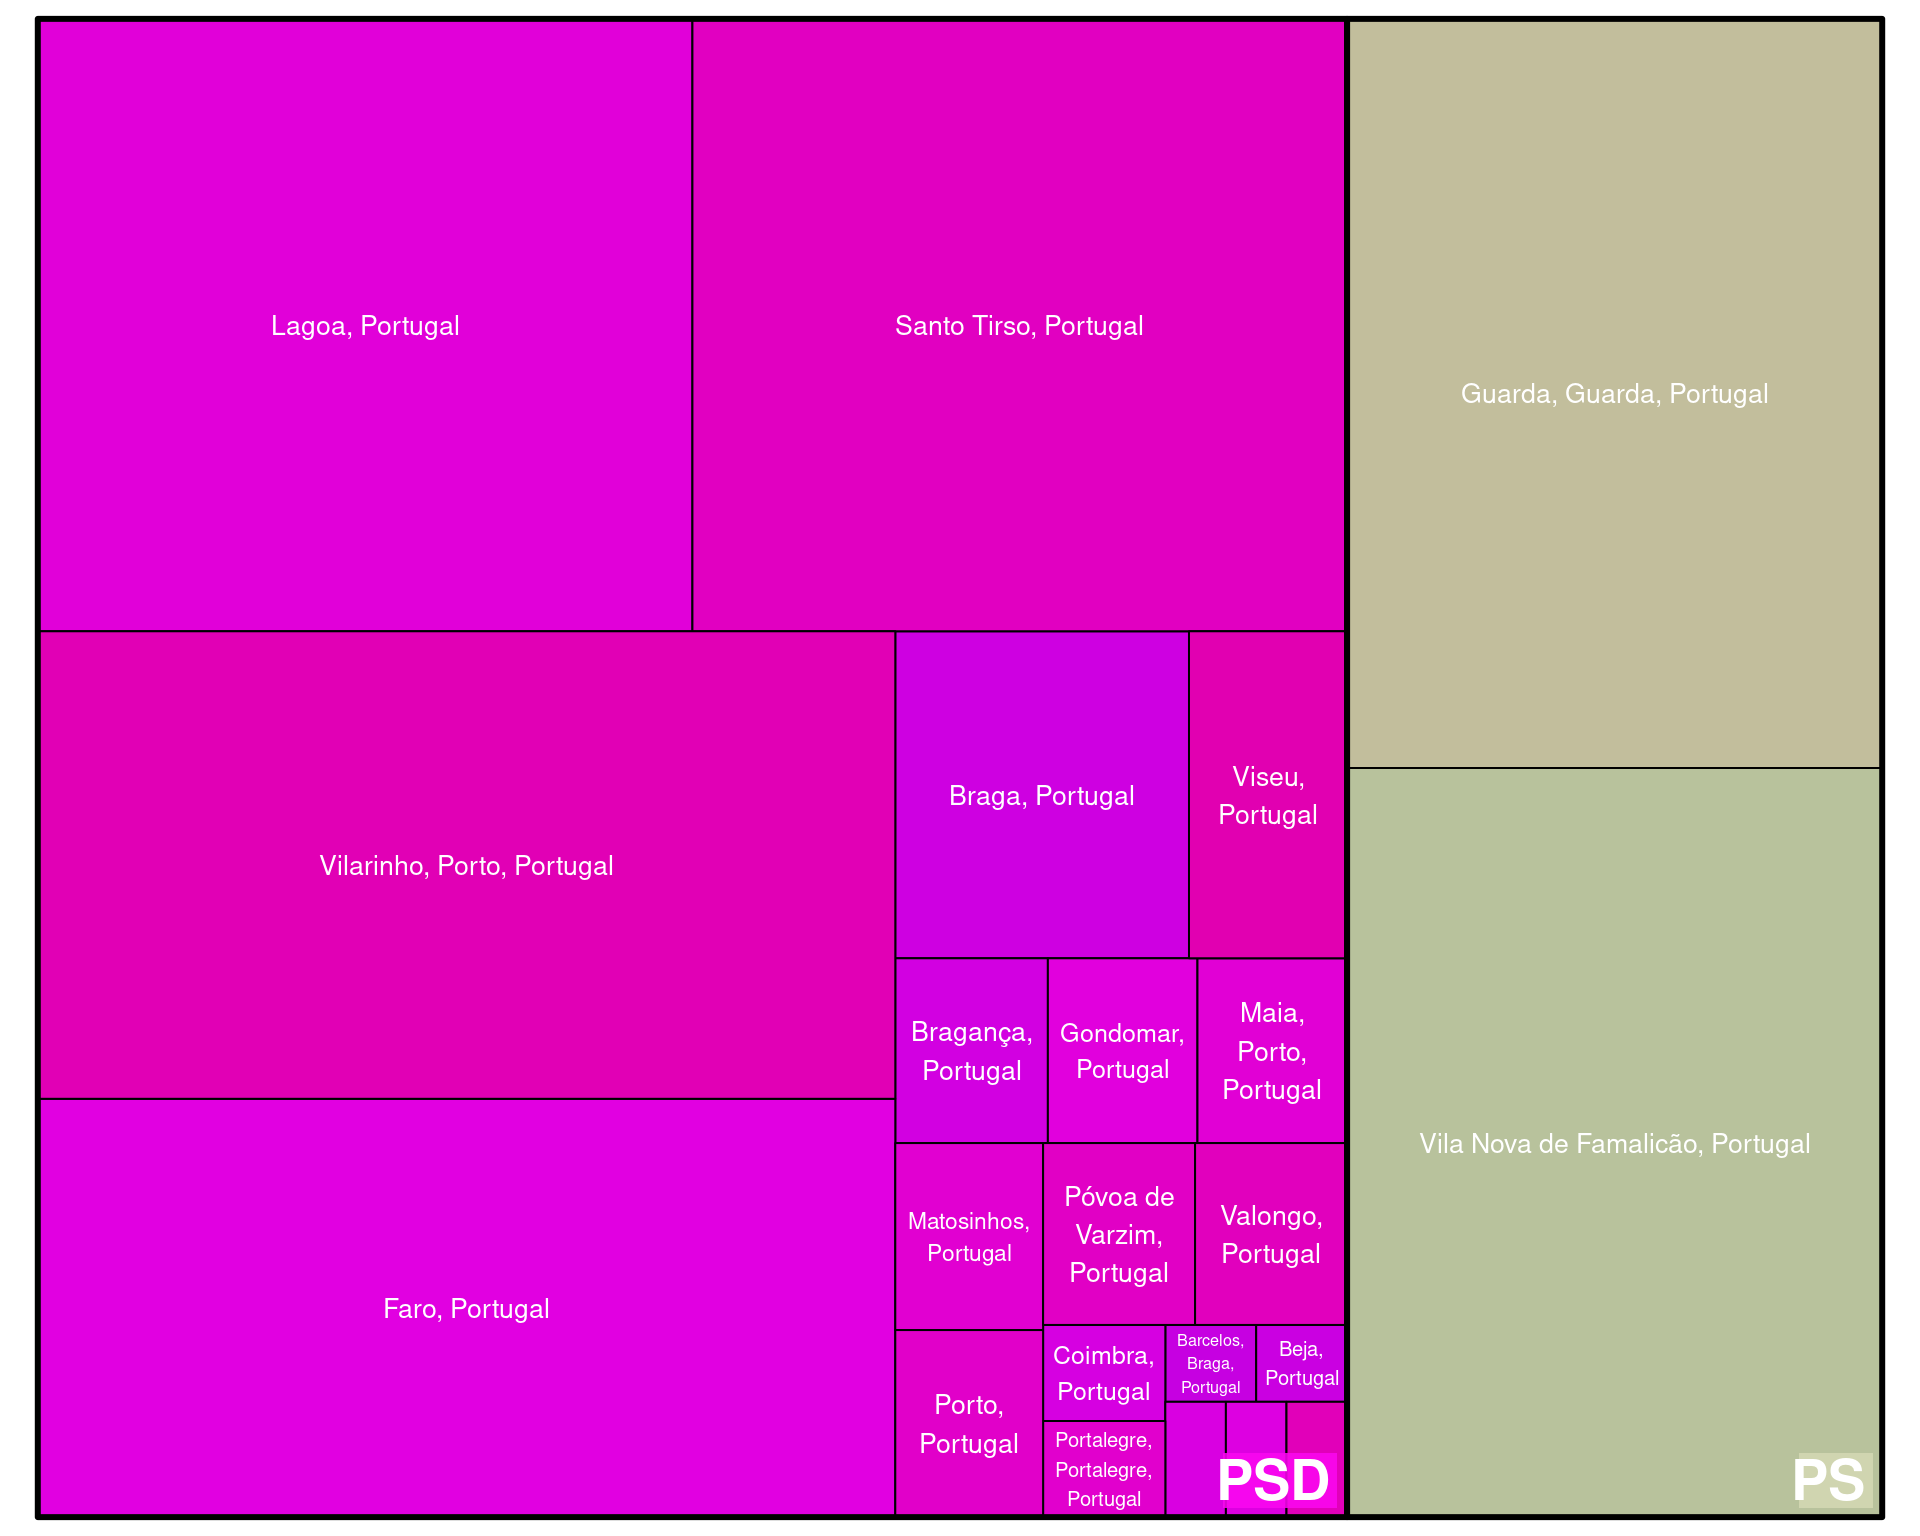 Lagoa, Portugal
Santo Tirso, Portugal
Guarda, Guarda, Portugal
Vilarinho, Porto, Portugal
Braga, Portugal
Viseu,
Portugal
Bragança,
Portugal
Gondomar,
Portugal
Maia,
Porto,
Portugal
Vila Nova de Famalicão, Portugal
Matosinhos,
Portugal
Póvoa de
Varzim,
Portugal
Valongo,
Portugal
Faro, Portugal
Porto,
Portugal
Coimbra,
Portugal
Barcelos,
Braga,
Portugal
Beja,
Portugal
Portalegre,
Portalegre,
Portugal
PSD
PS